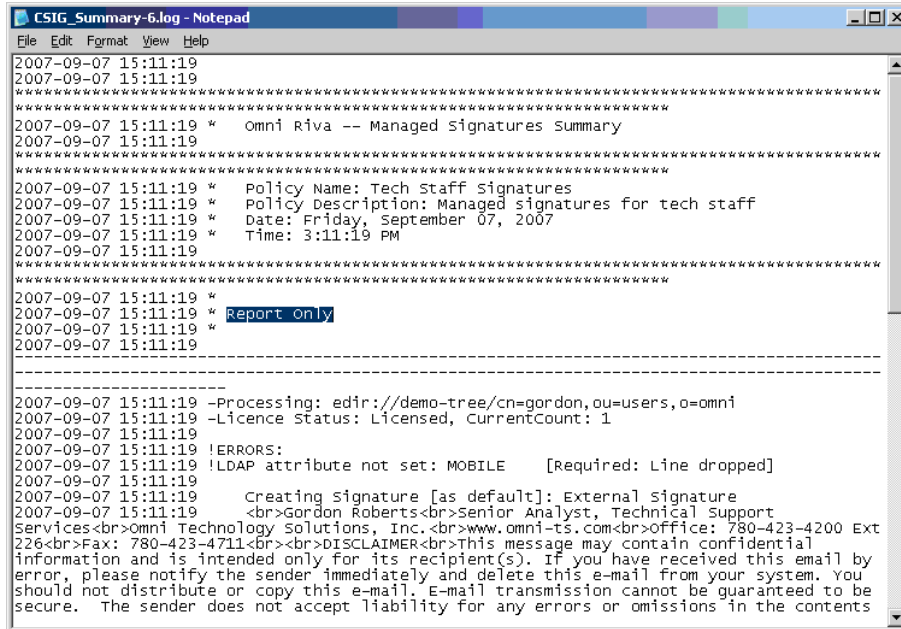 CSIG_Summary-6.log - Notepad
File Edit Format View Help
2007-09-07 15:11:19
2007-09-07 15:11:19
**********************************************************************************
**************************************************************
2007-09-07 15:11:19 *   Omni Riva -- Managed Signatures Summary
2007-09-07 15:11:19
**********************************************************************************
**************************************************************
2007-09-07 15:11:19 *   Policy Name: Tech Staff Signatures
2007-09-07 15:11:19 *   Policy Description: Managed signatures for tech staff
2007-09-07 15:11:19 *   Date: Friday, September 07, 2007
2007-09-07 15:11:19 *   Time: 3:11:19 PM
2007-09-07 15:11:19
**********************************************************************************
**************************************************************
2007-09-07 15:11:19 *
2007-09-07 15:11:19 * Report Only
2007-09-07 15:11:19 *
2007-09-07 15:11:19
----------------------------------------------------------------------------------
----------------------------------------------------------------------------------
--------------------
2007-09-07 15:11:19 -Processing: edir://demo-tree/cn=gordon,ou=users,o=omni
2007-09-07 15:11:19 -Licence Status: Licensed, CurrentCount: 1
2007-09-07 15:11:19
2007-09-07 15:11:19 !ERRORS:
2007-09-07 15:11:19 !LDAP attribute not set: MOBILE    [Required: Line dropped]
2007-09-07 15:11:19
2007-09-07 15:11:19     Creating Signature [as default]: External Signature
2007-09-07 15:11:19     <br>Gordon Roberts<br>Senior Analyst, Technical Support
Services<br>Omni Technology Solutions, Inc.<br>www.omni-ts.com<br>Office: 780-423-4200 Ext
226<br>Fax: 780-423-4711<br><br>DISCLAIMER<br>This message may contain confidential
information and is intended only for its recipient(s). If you have received this email by
error, please notify the sender immediately and delete this e-mail from your system. You
should not distribute or copy this e-mail. E-mail transmission cannot be guaranteed to be
secure.  The sender does not accept liability for any errors or omissions in the contents